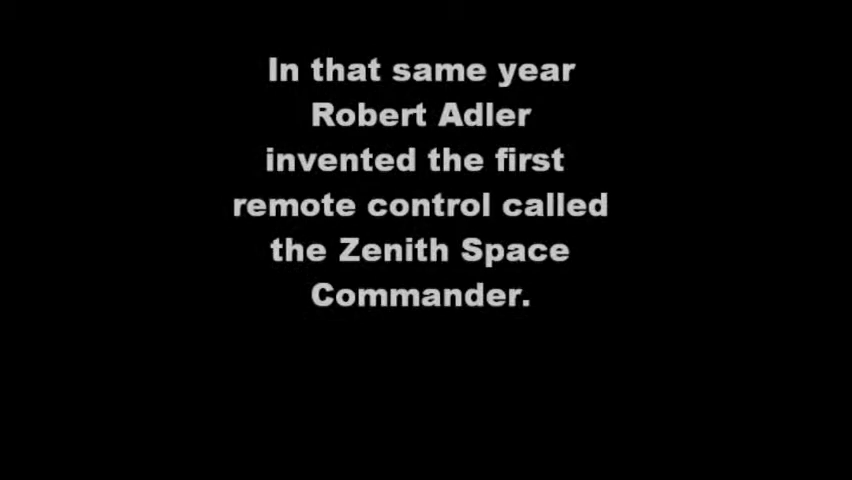 In that same year
Robert Adler
invented the first
remote control called
the Zenith Space
Commander.